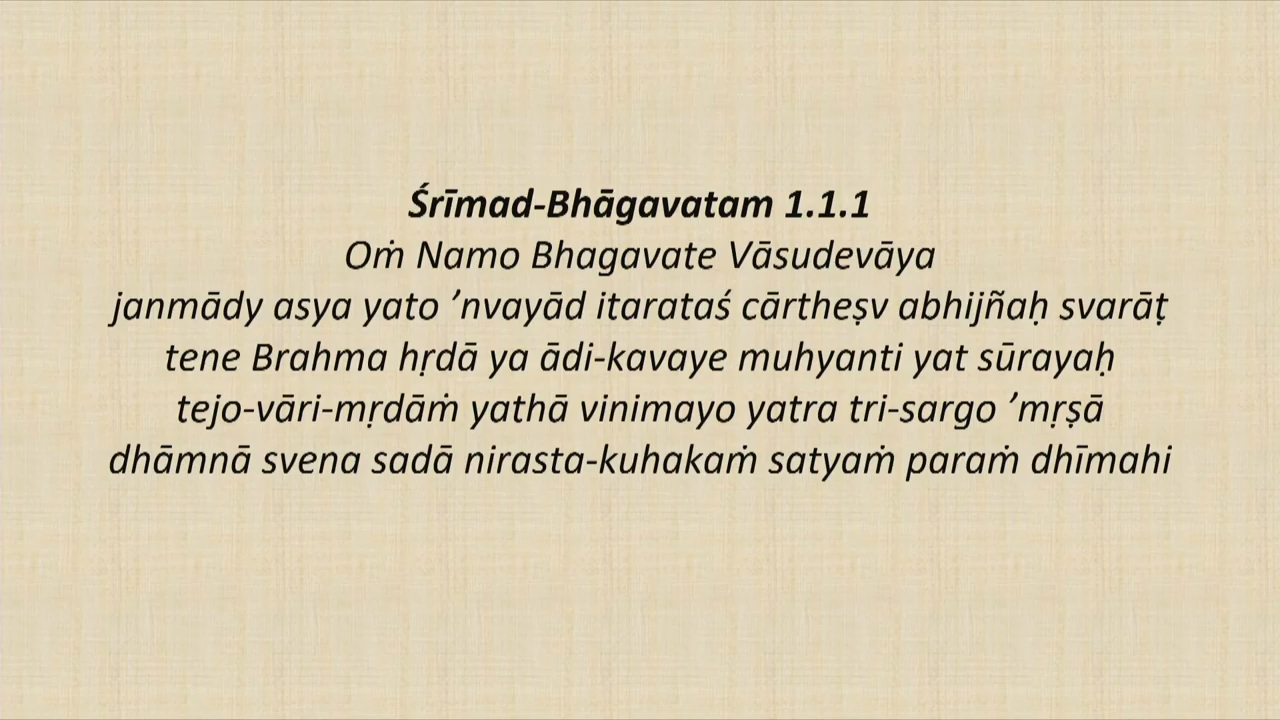 Śrīmad-Bhāgavatam 1.1.1
Oṁ Namo Bhagavate Vāsudevāya
janmādy asya yato ’nvayād itarataś cārtheṣv abhijñaḥ svarāṭ
tene Brahma hṛdā ya ādi-kavaye muhyanti yat sūrayaḥ
tejo-vāri-mṛdāṁ yathā vinimayo yatra tri-sargo ’mṛṣā
dhāmnā svena sadā nirasta-kuhakaṁ satyaṁ paraṁ dhīmahi